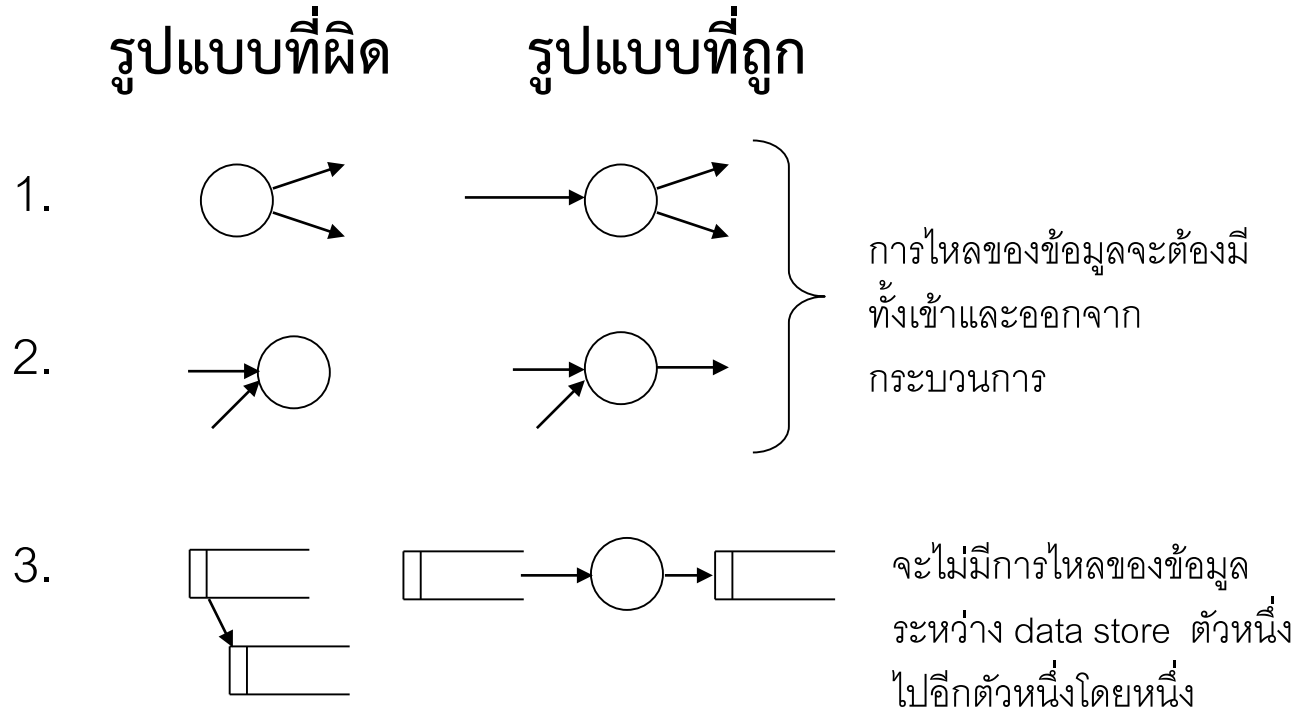 รูปแบบที่ผิด รูปแบบที่ถูก
1.
การไหลของข้อมูลจะต้องมี
ทั้งเข้าและออกจาก
กระบวนการ
2.
3.
จะไม่มีการไหลของข้อมูล
ระหว่าง data store ตัวหนึ่ง
ไปอีกตัวหนึ่งโดยหนึ่ง